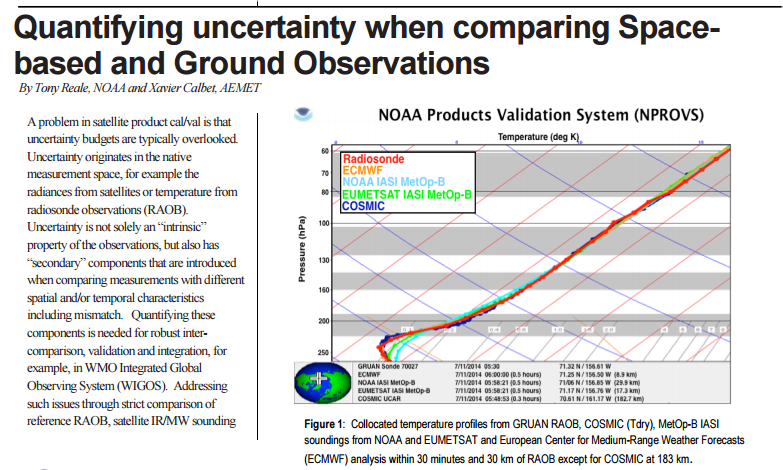 Quantifying uncertainty when comparing Space-
based and Ground Observations
By Tony Reale, NOAA and Xavier Calbet, AEMET
A problem in satellite product cal/val is that
uncertainty budgets are typically overlooked.
Uncertainty originates in the native
measurement space, for example the
radiances from satellites or temperature from
radiosonde observations (RAOB).
Uncertainty is not solely an “intrinsic”
property of the observations, but also has
“secondary” components that are introduced
when comparing measurements with different
spatial and/or temporal characteristics
including mismatch. Quantifying these
components is needed for robust inter-
comparison, validation and integration, for
example, in WMO Integrated Global
Observing System (WIGOS). Addressing
such issues through strict comparison of
reference RAOB, satellite IR/MW sounding
NOAA Products Validation System (NPROVS)
Temperature (deg K)
Radiosonde
ECMWF
NOAA IASI MetOp-B
EUMETSAT IASI MetOp-B
COSMIC
Pressure (hPa)
60
70
80
100
130
160
200
250
GRUAN Sonde 70027 7/11/2014 05:30 71.32 N / 156.61 W
ECMWF 7/11/2014 06:00:00 (0.5 hours) 71.25 N / 156.50 W (8.9 km)
NOAA IASI MetOp-B 7/11/2014 05:58:21 (0.5 hours) 71.06 N / 156.85 W (29.9 km)
EUMETSAT IASI MetOp-B 7/11/2014 05:58:21 (0.5 hours) 71.17 N / 156.76 W (17.3 km)
COSMIC UCAR 7/11/2014 05:48:53 (0.3 hours) 70.61 N / 161.17 W (182.7 km)
Figure 1: Collocated temperature profiles from GRUAN RAOB, COSMIC (Tdry), MetOp-B IASI
soundings from NOAA and EUMETSAT and European Center for Medium-Range Weather Forecasts
(ECMWF) analysis within 30 minutes and 30 km of RAOB except for COSMIC at 183 km.